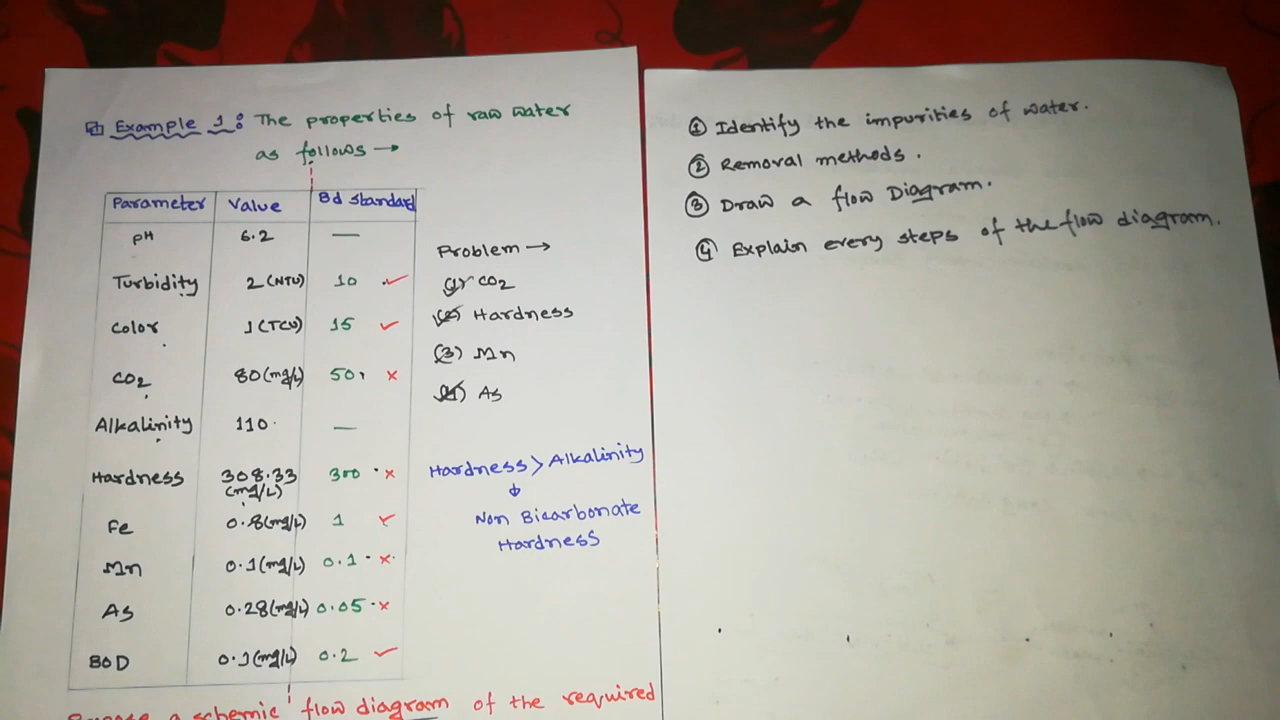 Example 1: The properties of raw water
as follows →
Parameter Value Bd standard
pH 6.2 —
Turbidity 2 (NTU) 10 ✓
Color 1 (TCU) 15 ✓
CO2 80 (mg/L) 50 ×
Alkalinity 110 —
Hardness 308.33 (mg/L) 300 ×
Fe 0.8 (mg/L) 1 ✓
Mn 0.1 (mg/L) 0.1 ×
As 0.28 (mg/L) 0.05 ×
BOD 0.1 (mg/L) 0.2 ✓
Problem →
(1) CO2
(2) Hardness
(3) Mn
(4) As
Hardness > Alkalinity
↓
Non Bicarbonate
Hardness
a schemic flow diagram of the required
① Identify the impurities of water.
② Removal methods.
③ Draw a flow Diagram.
④ Explain every steps of the flow diagram.